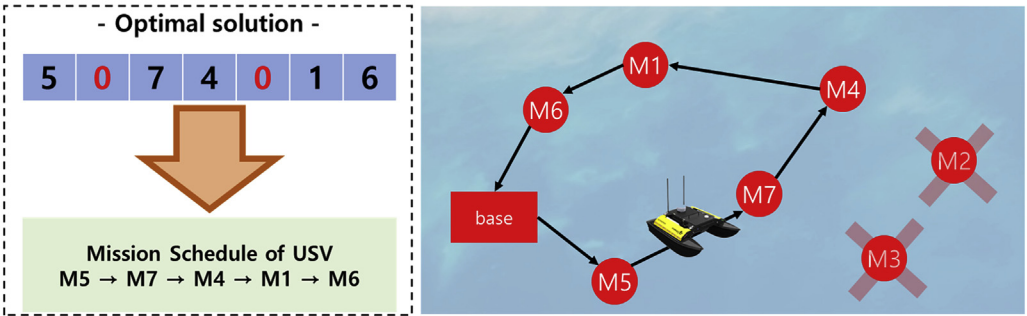 - Optimal solution -
5 0 7 4 0 1 6
Mission Schedule of USV
M5 → M7 → M4 → M1 → M6
M1
M4
M6
M2
M7
base
M3
M5